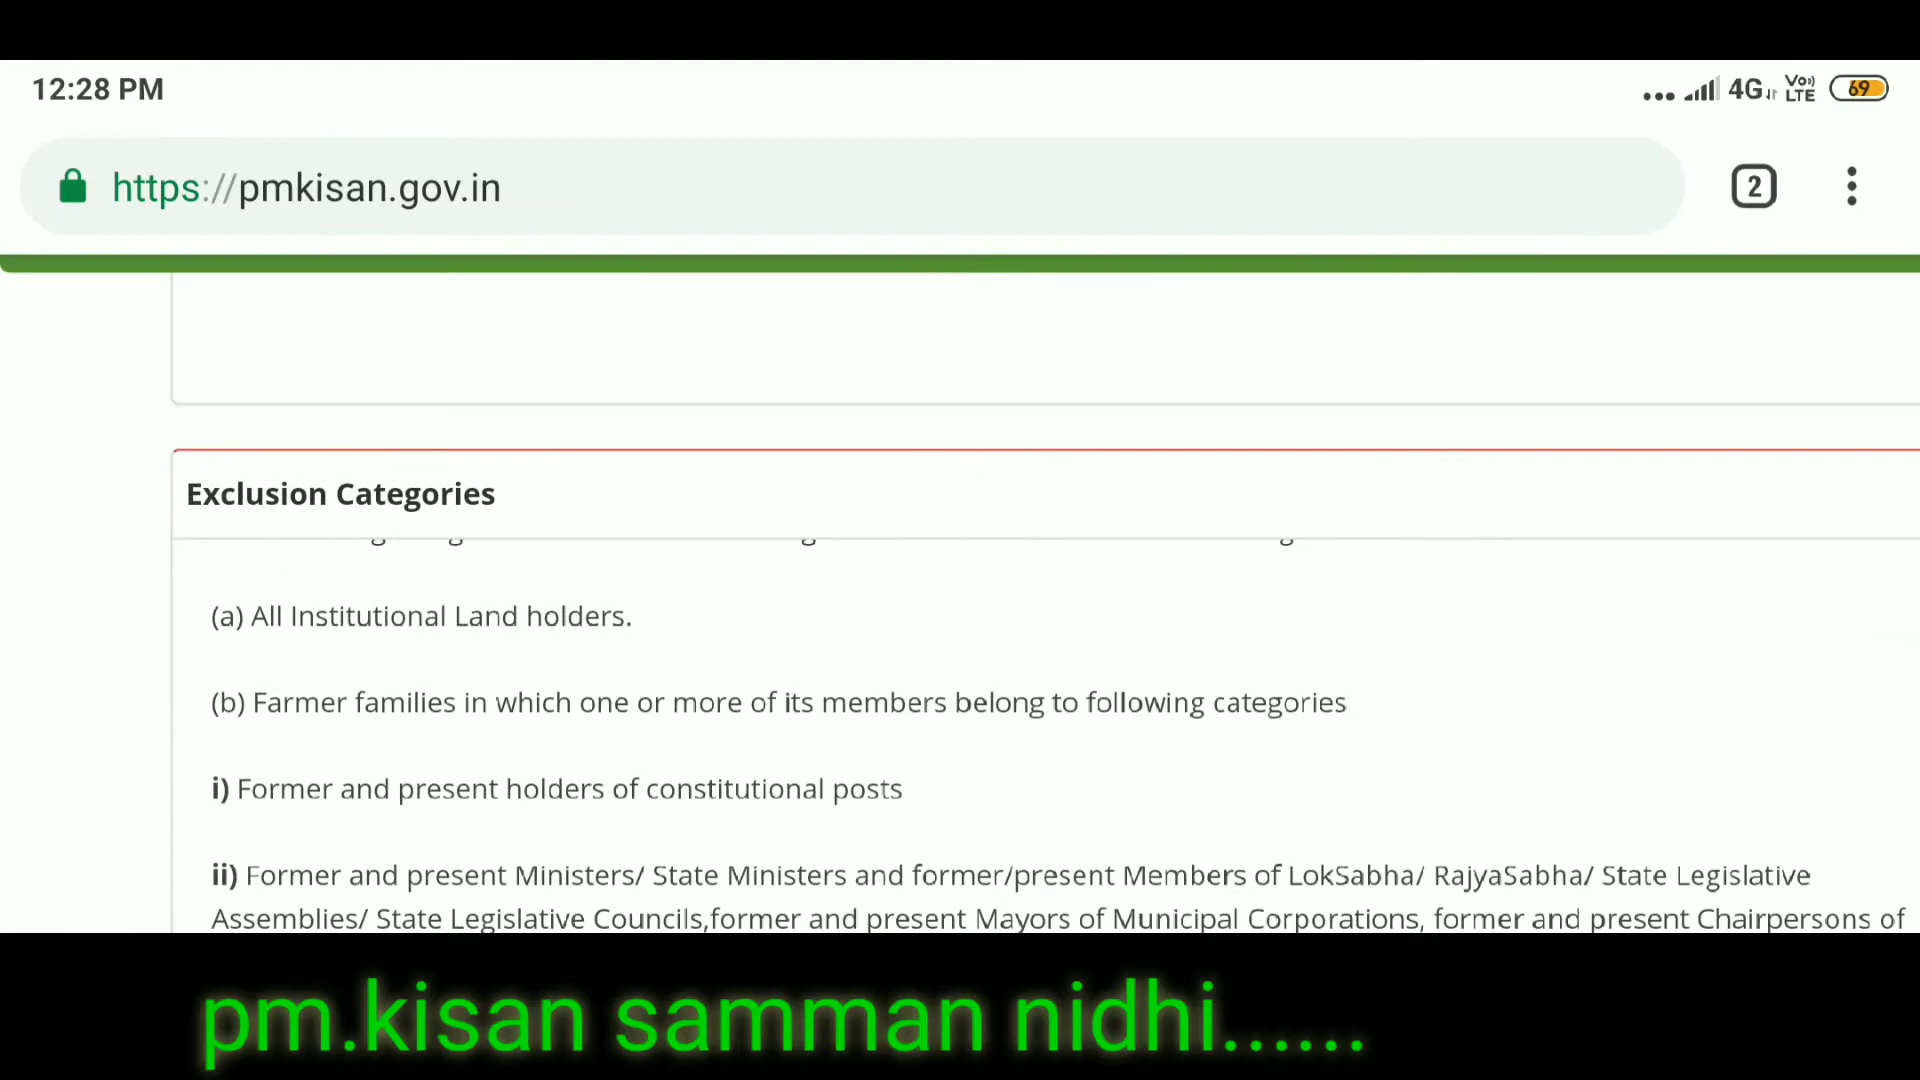 12:28 PM
4G Vo) LTE 69
https://pmkisan.gov.in
2
Exclusion Categories
(a) All Institutional Land holders.
(b) Farmer families in which one or more of its members belong to following categories
i) Former and present holders of constitutional posts
ii) Former and present Ministers/ State Ministers and former/present Members of LokSabha/ RajyaSabha/ State Legislative
Assemblies/ State Legislative Councils,former and present Mayors of Municipal Corporations, former and present Chairpersons of
pm.kisan samman nidhi......